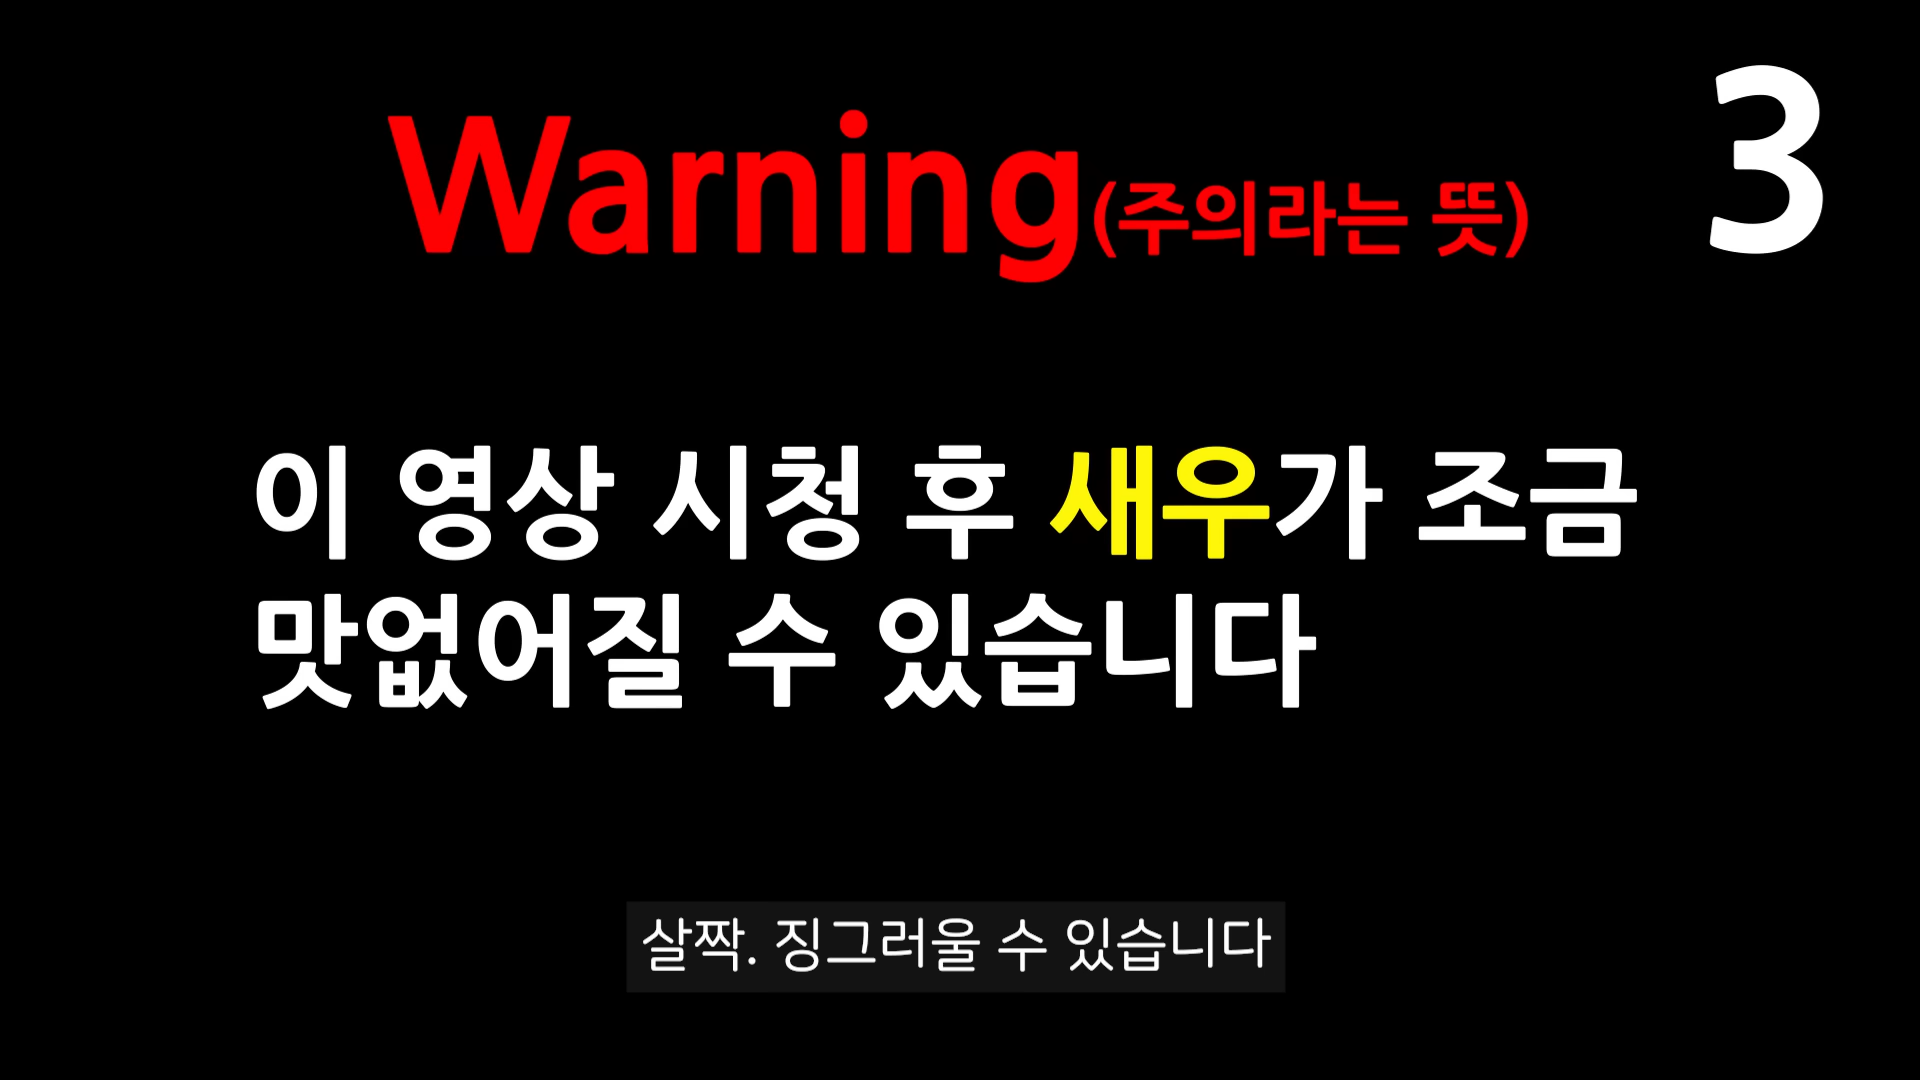 Warning(주의라는 뜻)
3
이 영상 시청 후 새우가 조금
맛없어질 수 있습니다
살짝. 징그러울 수 있습니다